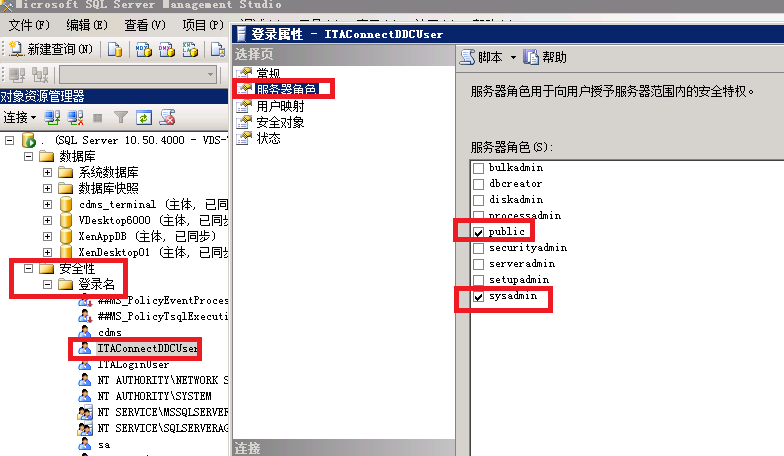 Microsoft SQL Server Management Studio
文件(F) 编辑(E) 查看(V) 项目(P)
新建查询(N)
对象资源管理器
连接
. (SQL Server 10.50.4000 - VDS-
数据库
系统数据库
数据库快照
cdms_terminal (主体, 已同
VDesktop6000 (主体, 已同步
XenAppDB (主体, 已同步)
XenDesktop01 (主体, 已同步
安全性
登录名
##MS_PolicyEventProces
##MS_PolicyTsqlExecuti
cdms
ITAConnectDDCUser
ITALoginUser
NT AUTHORITY\NETWORK S
NT AUTHORITY\SYSTEM
NT SERVICE\MSSQLSERVER
NT SERVICE\SQLSERVERAG
sa
登录属性 - ITAConnectDDCUser
选择页
常规
服务器角色
用户映射
安全对象
状态
连接
脚本 帮助
服务器角色用于向用户授予服务器范围内的安全特权。
服务器角色(S):
bulkadmin
dbcreator
diskadmin
processadmin
public
securityadmin
serveradmin
setupadmin
sysadmin